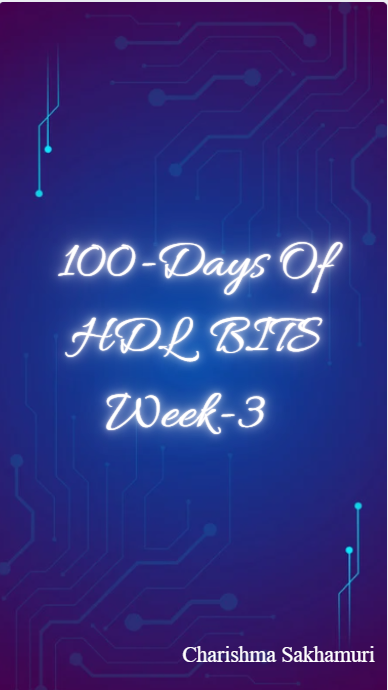 100-Days Of
HDL BITS
Week-3
Charishma Sakhamuri